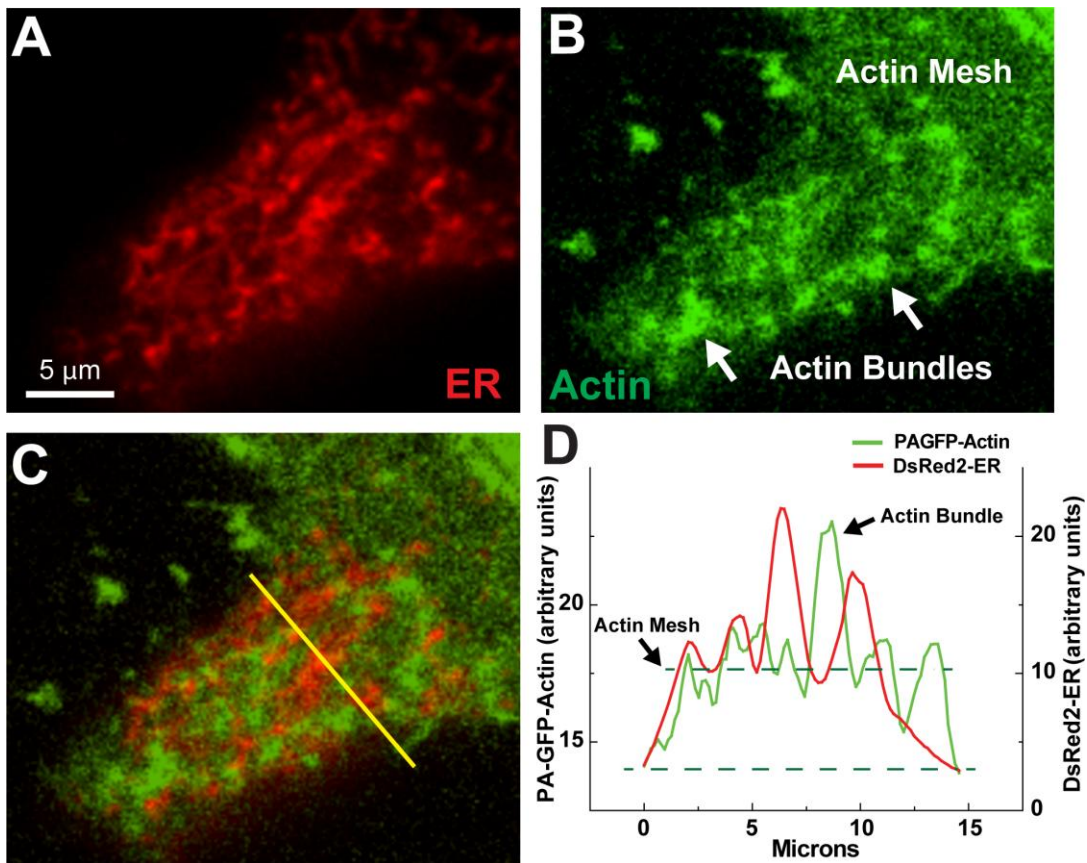 A
5 µm
ER
B
Actin Mesh
Actin Bundles
Actin
C
D
PAGFP-Actin
DsRed2-ER
Actin Bundle
Actin Mesh
PA-GFP-Actin (arbitrary units)
20
15
DsRed2-ER (arbitrary units)
20
10
0
0 5 10 15
Microns